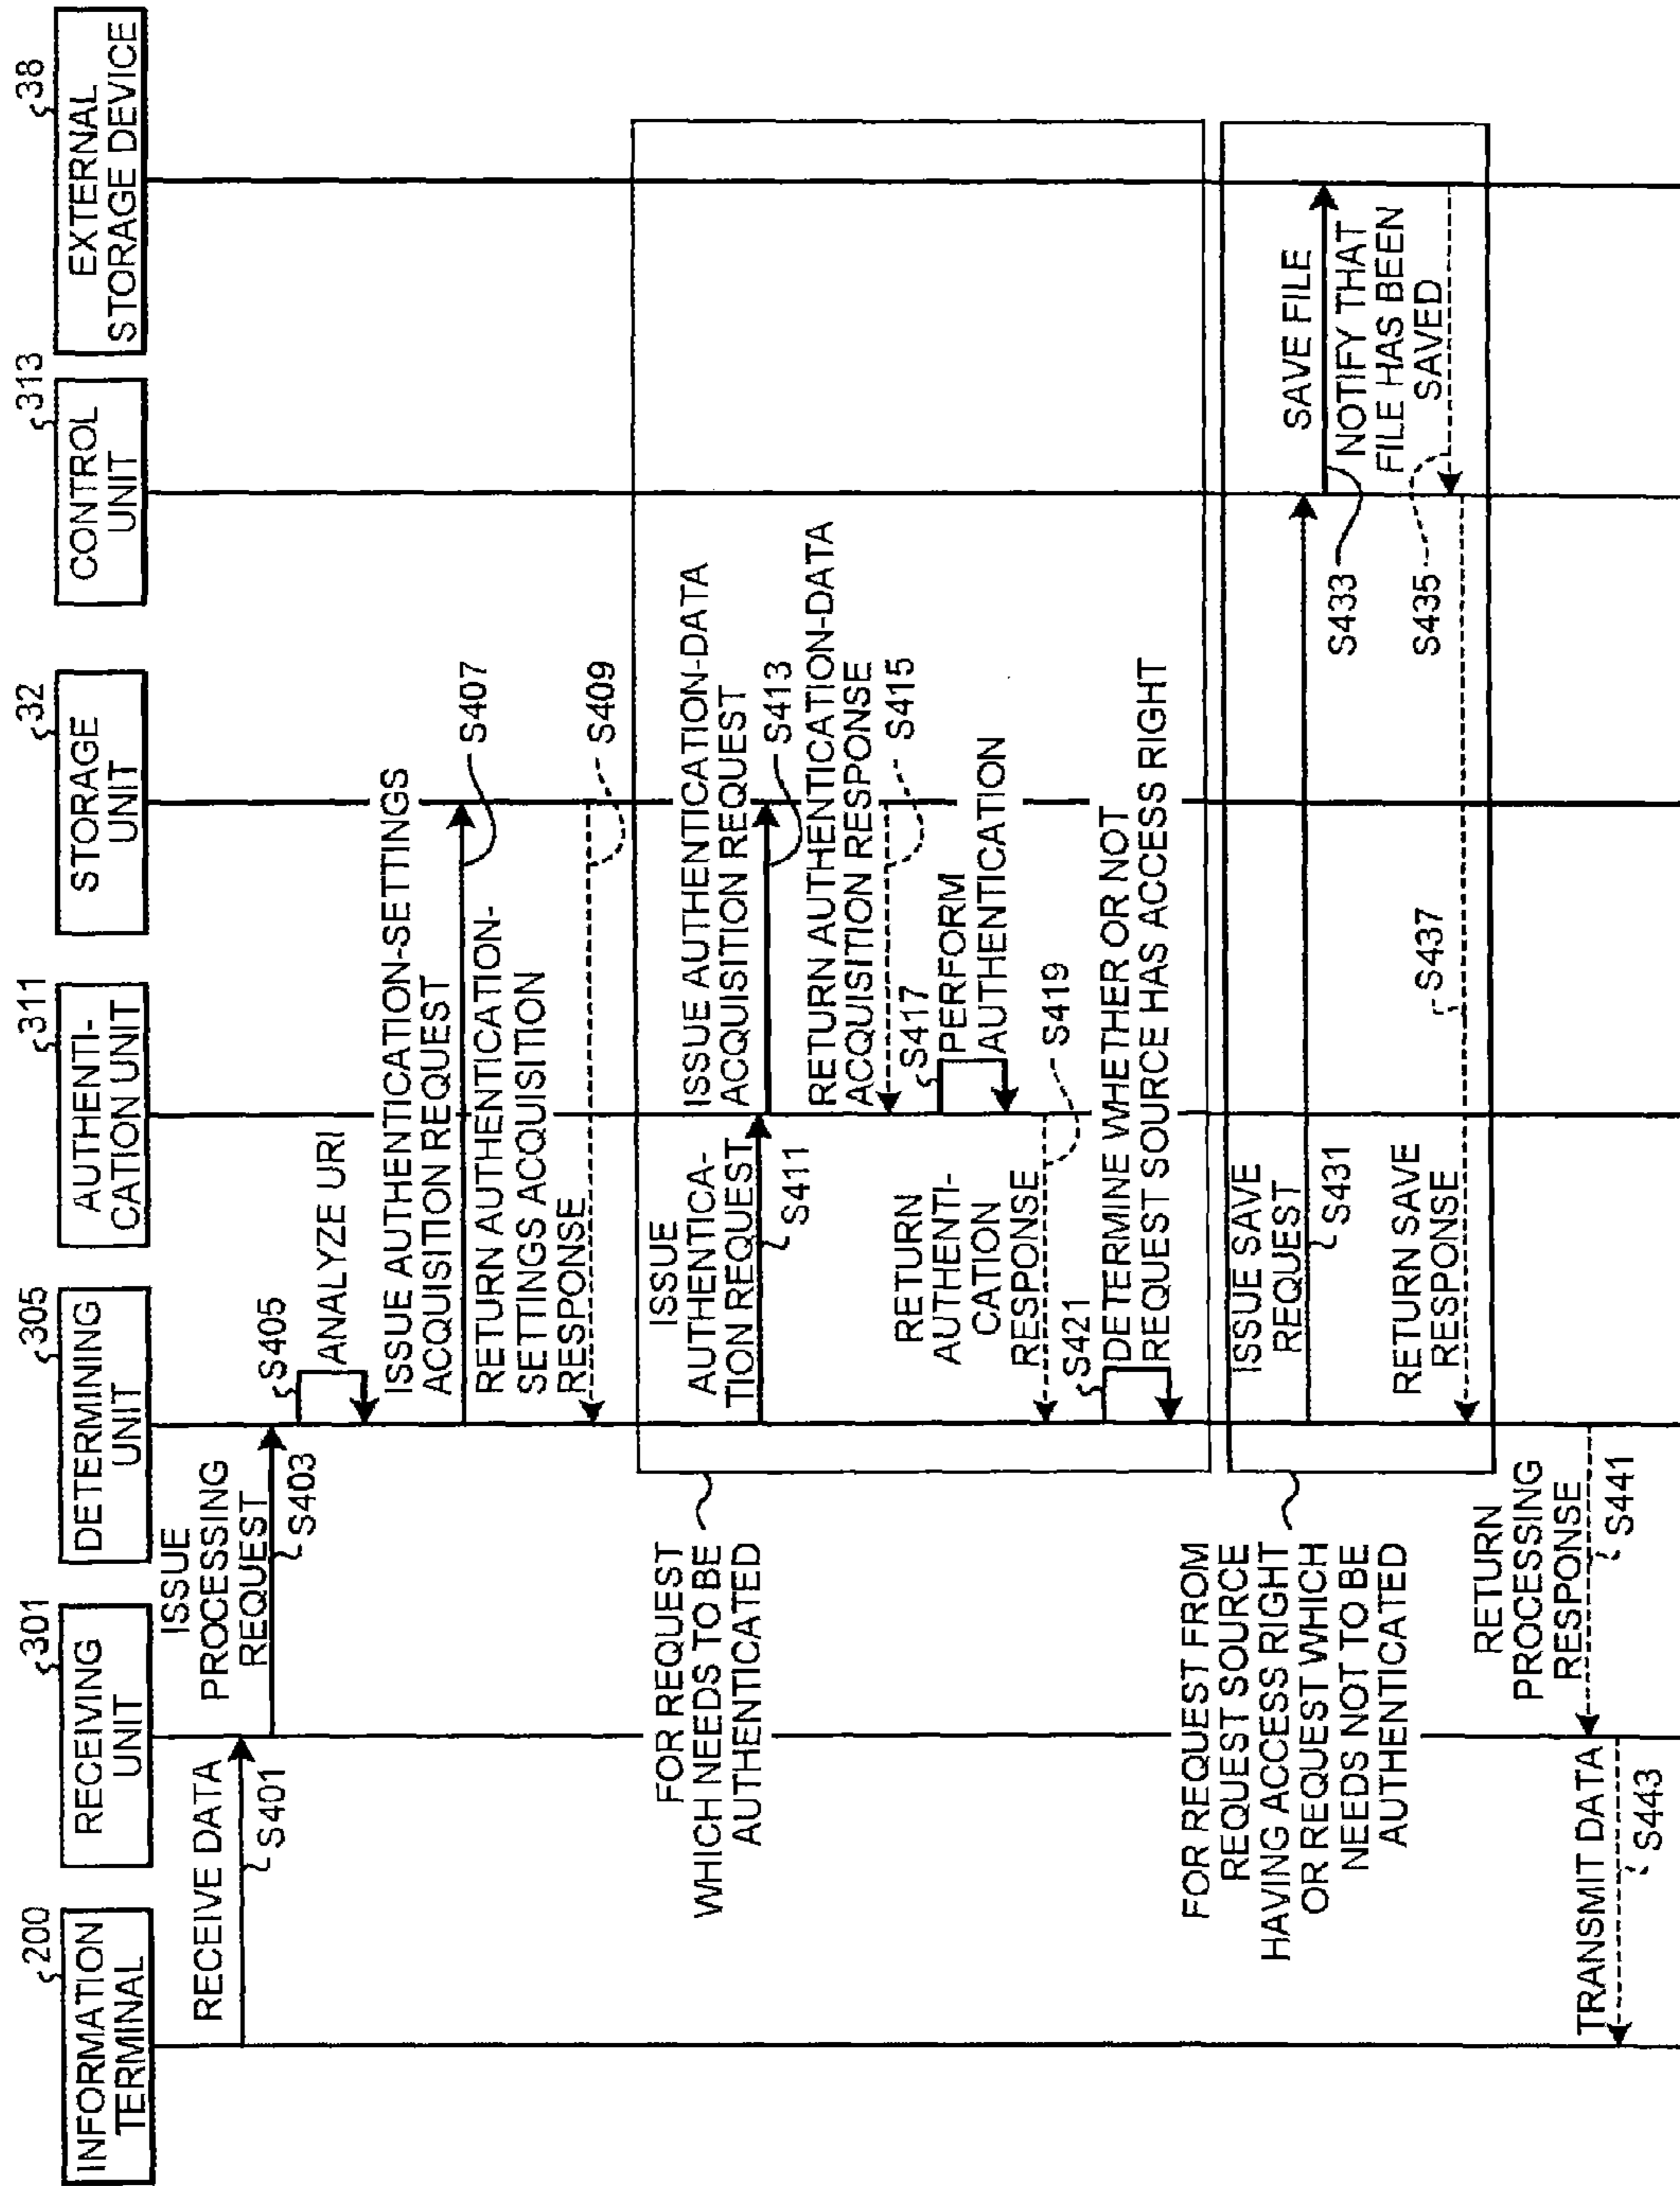 200
INFORMATION
TERMINAL
301
RECEIVING
UNIT
305
DETERMINING
UNIT
311
AUTHENTI-
CATION UNIT
32
STORAGE
UNIT
313
CONTROL
UNIT
38
EXTERNAL
STORAGE DEVICE
RECEIVE DATA
S401
ISSUE
PROCESSING
REQUEST
S403
S405
ANALYZE URI
ISSUE AUTHENTICATION-SETTINGS
ACQUISITION REQUEST
S407
RETURN AUTHENTICATION-
SETTINGS ACQUISITION
RESPONSE
S409
FOR REQUEST
WHICH NEEDS TO BE
AUTHENTICATED
ISSUE
AUTHENTICA-
TION REQUEST
S411
ISSUE AUTHENTICATION-DATA
ACQUISITION REQUEST
S413
RETURN AUTHENTICATION-DATA
ACQUISITION RESPONSE
S415
S417
PERFORM
AUTHENTICATION
RETURN
AUTHENTI-
CATION
RESPONSE
S419
S421
DETERMINE WHETHER OR NOT
REQUEST SOURCE HAS ACCESS RIGHT
FOR REQUEST FROM
REQUEST SOURCE
HAVING ACCESS RIGHT
OR REQUEST WHICH
NEEDS NOT TO BE
AUTHENTICATED
ISSUE SAVE
REQUEST
S431
SAVE FILE
S433
NOTIFY THAT
FILE HAS BEEN
SAVED
S435
RETURN SAVE
RESPONSE
S437
RETURN
PROCESSING
RESPONSE
S441
TRANSMIT DATA
S443